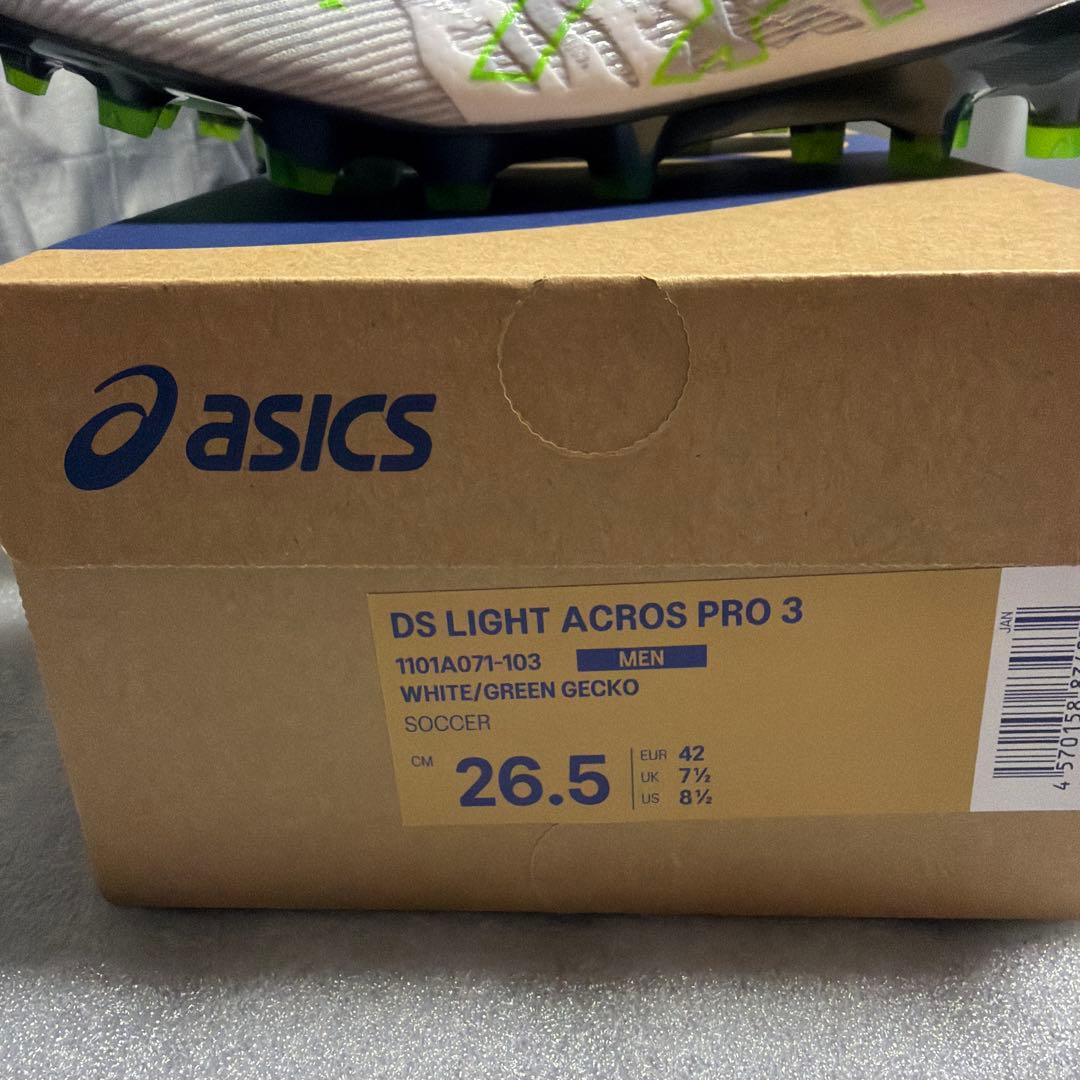 asics
DS LIGHT ACROS PRO 3
1101A071-103 MEN
WHITE/GREEN GECKO
SOCCER
CM 26.5
EUR 42
UK 7½
US 8½
JAN